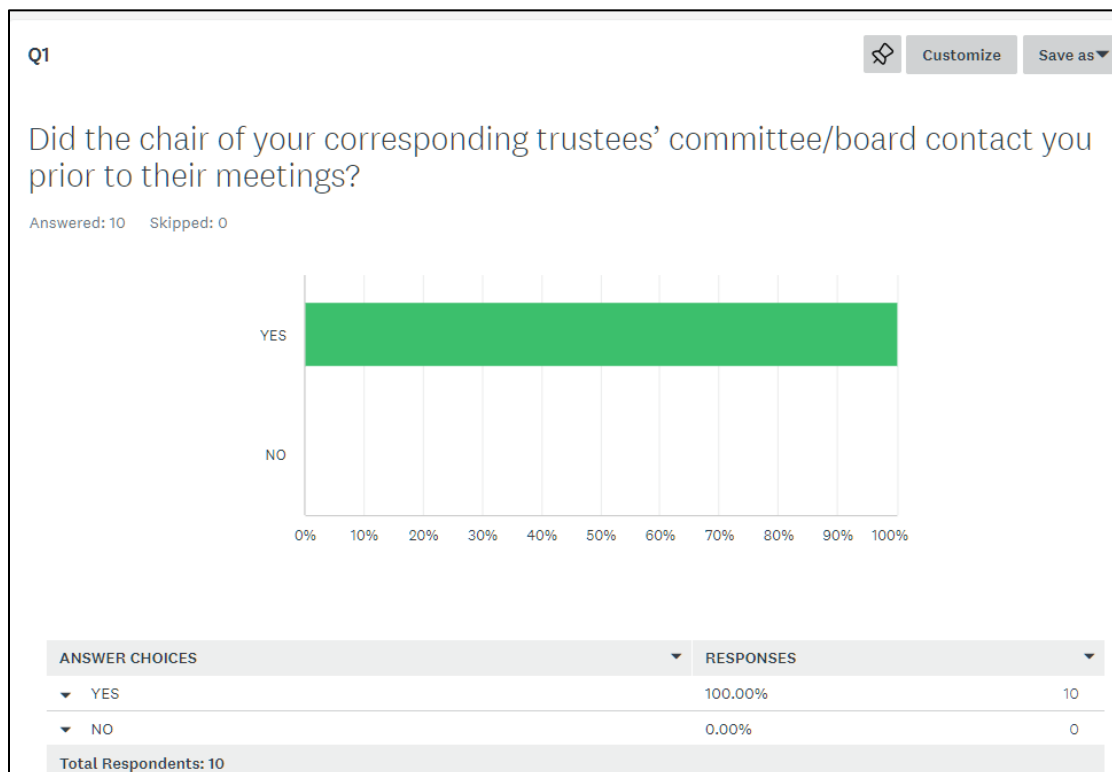 Q1
Customize
Save as
Did the chair of your corresponding trustees’ committee/board contact you
prior to their meetings?
Answered: 10 Skipped: 0
YES
NO
0% 10% 20% 30% 40% 50% 60% 70% 80% 90% 100%
ANSWER CHOICES RESPONSES
YES 100.00% 10
NO 0.00% 0
Total Respondents: 10